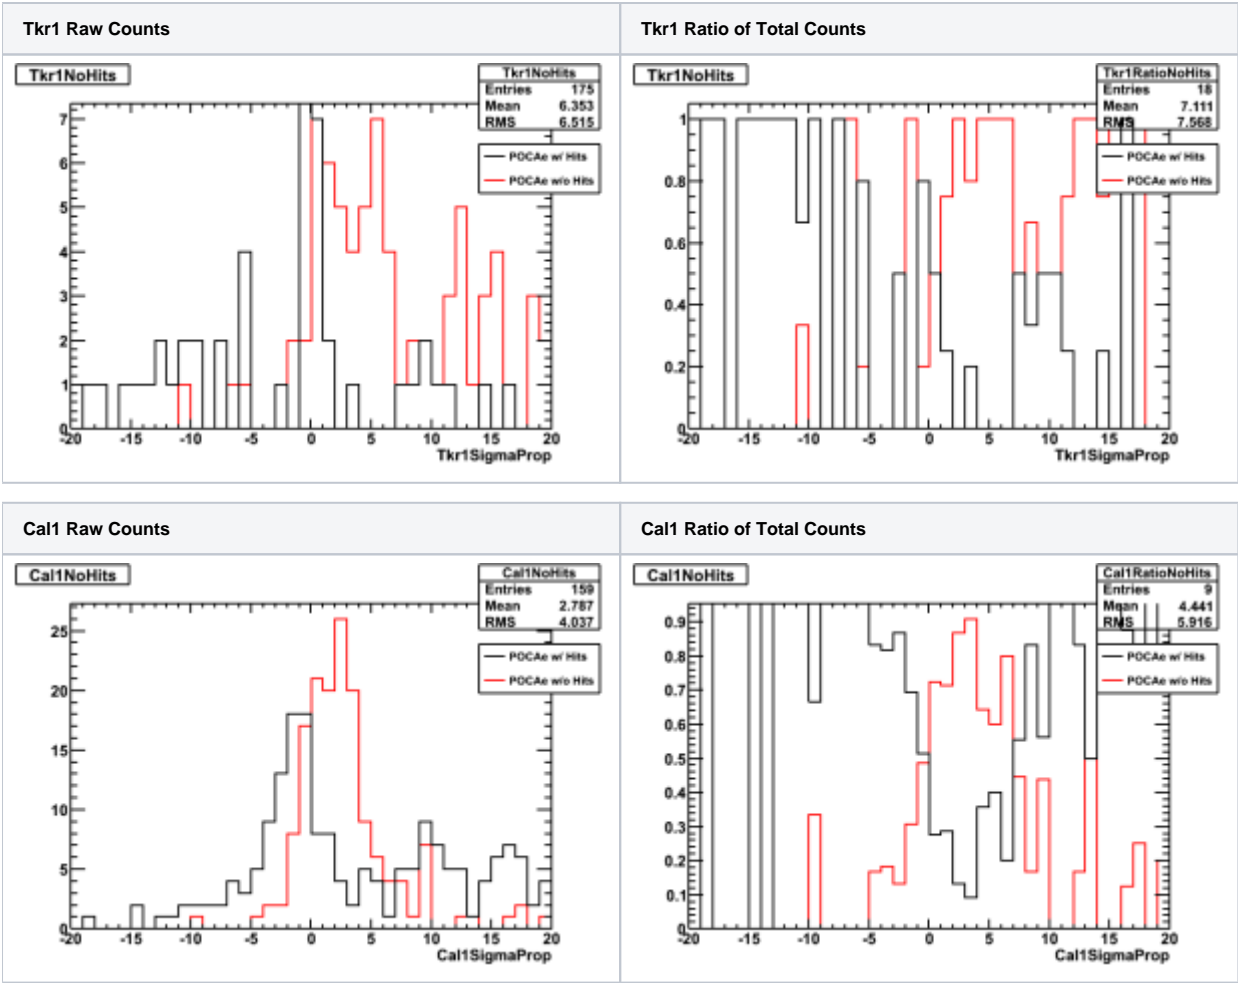 Tkr1 Raw Counts
Tkr1 Ratio of Total Counts
Tkr1NoHits
Tkr1NoHits
Entries 175
Mean 6.353
RMS 6.515
POCAe w/ Hits
POCAe w/o Hits
7
6
5
4
3
2
1
0
-20 -15 -10 -5 0 5 10 15 20
Tkr1SigmaProp
Tkr1NoHits
Tkr1RatioNoHits
Entries 18
Mean 7.111
RMS 7.568
POCAe w/ Hits
POCAe w/o Hits
1
0.8
0.6
0.4
0.2
0
-20 -15 -10 -5 0 5 10 15 20
Tkr1SigmaProp
Cal1 Raw Counts
Cal1 Ratio of Total Counts
Cal1NoHits
Cal1NoHits
Entries 159
Mean 2.787
RMS 4.037
POCAe w/ Hits
POCAe w/o Hits
25
20
15
10
5
0
-20 -15 -10 -5 0 5 10 15 20
Cal1SigmaProp
Cal1NoHits
Cal1RatioNoHits
Entries 9
Mean 4.441
RMS 5.916
POCAe w/ Hits
POCAe w/o Hits
0.9
0.8
0.7
0.6
0.5
0.4
0.3
0.2
0.1
0
-20 -15 -10 -5 0 5 10 15 20
Cal1SigmaProp